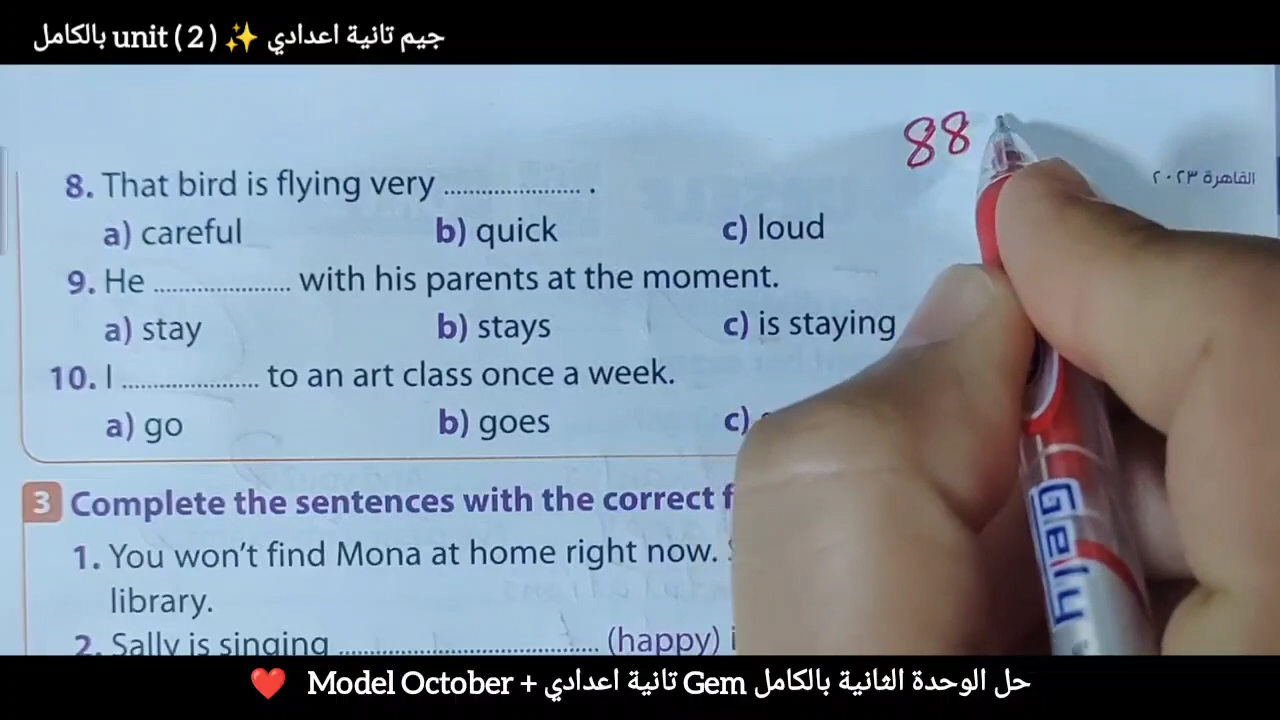 جيم تانية اعدادي ✨ unit ( 2 ) بالكامل
88
القاهرة ٢٠٢٣
8. That bird is flying very .................... .
a) careful b) quick c) loud
9. He .................... with his parents at the moment.
a) stay b) stays c) is staying
10. I .................... to an art class once a week.
a) go b) goes c)
3 Complete the sentences with the correct
1. You won't find Mona at home right now.
library.
2. Sally is singing .................... (happy)
Gely
حل الوحدة الثانية بالكامل Gem تانية اعدادي + Model October ❤️